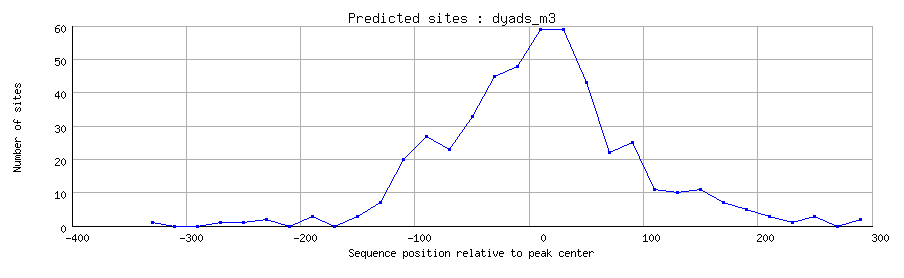 Predicted sites : dyads_m3
60
50
40
30
20
10
0
Number of sites
-400 -300 -200 -100 0 100 200 300
Sequence position relative to peak center